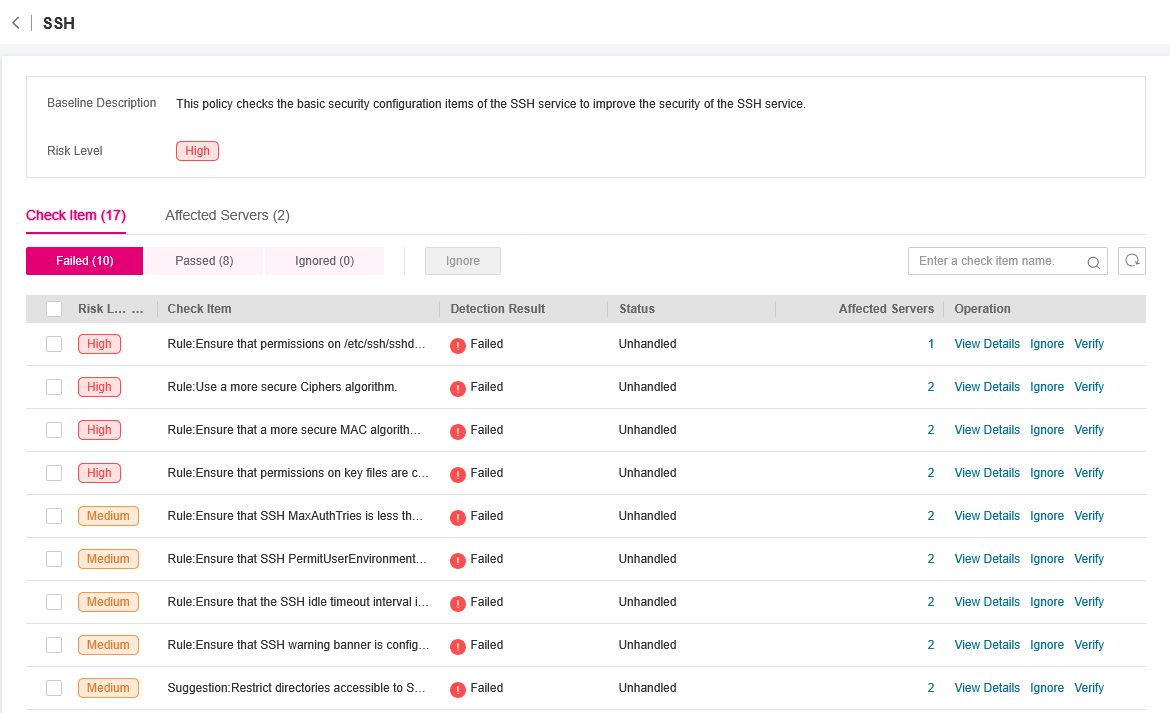 SSH
Baseline Description This policy checks the basic security configuration items of the SSH service to improve the security of the SSH service.
Risk Level High
Check Item (17) Affected Servers (2)
Failed (10) Passed (8) Ignored (0) Ignore Enter a check item name.
Risk L... ... Check Item Detection Result Status Affected Servers Operation
High Rule:Ensure that permissions on /etc/ssh/sshd... Failed Unhandled 1 View Details Ignore Verify
High Rule:Use a more secure Ciphers algorithm. Failed Unhandled 2 View Details Ignore Verify
High Rule:Ensure that a more secure MAC algorith... Failed Unhandled 2 View Details Ignore Verify
High Rule:Ensure that permissions on key files are c... Failed Unhandled 2 View Details Ignore Verify
Medium Rule:Ensure that SSH MaxAuthTries is less th... Failed Unhandled 2 View Details Ignore Verify
Medium Rule:Ensure that SSH PermitUserEnvironment... Failed Unhandled 2 View Details Ignore Verify
Medium Rule:Ensure that the SSH idle timeout interval i... Failed Unhandled 2 View Details Ignore Verify
Medium Rule:Ensure that SSH warning banner is config... Failed Unhandled 2 View Details Ignore Verify
Medium Suggestion:Restrict directories accessible to S... Failed Unhandled 2 View Details Ignore Verify